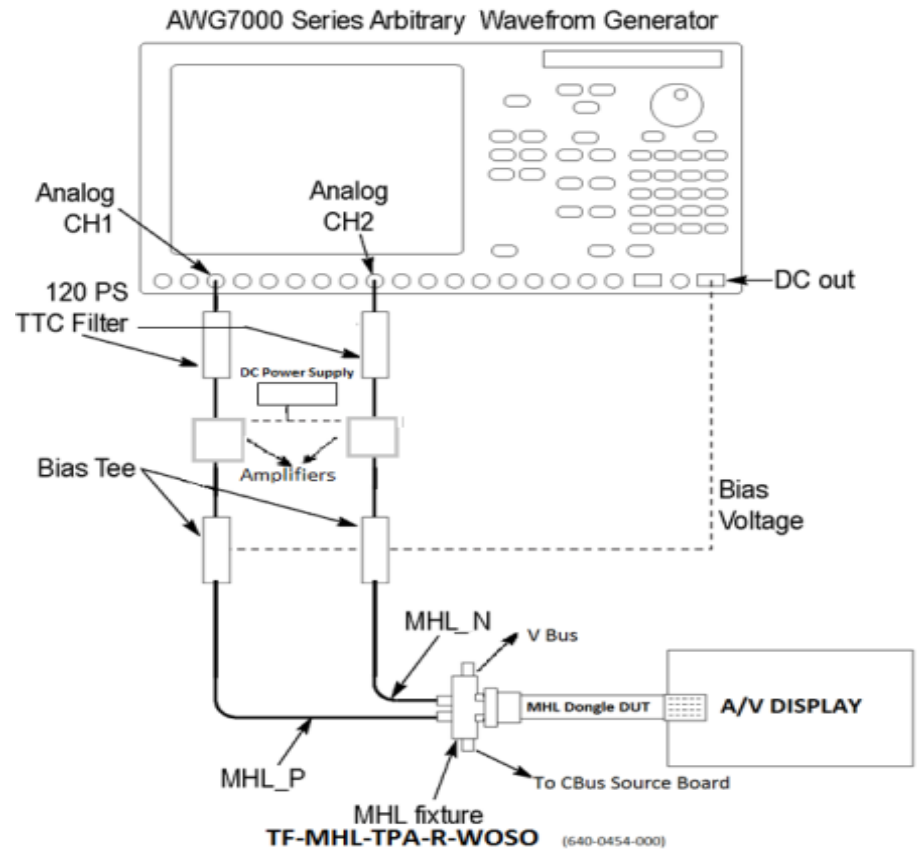 AWG7000 Series Arbitrary Wavefrom Generator
Analog
CH1
Analog
CH2
DC out
120 PS
TTC Filter
DC Power Supply
Amplifiers
Bias Tee
Bias
Voltage
MHL_N
V Bus
MHL Dongle DUT
A/V DISPLAY
MHL_P
To CBus Source Board
MHL fixture
TF-MHL-TPA-R-WOSO (640-0454-000)